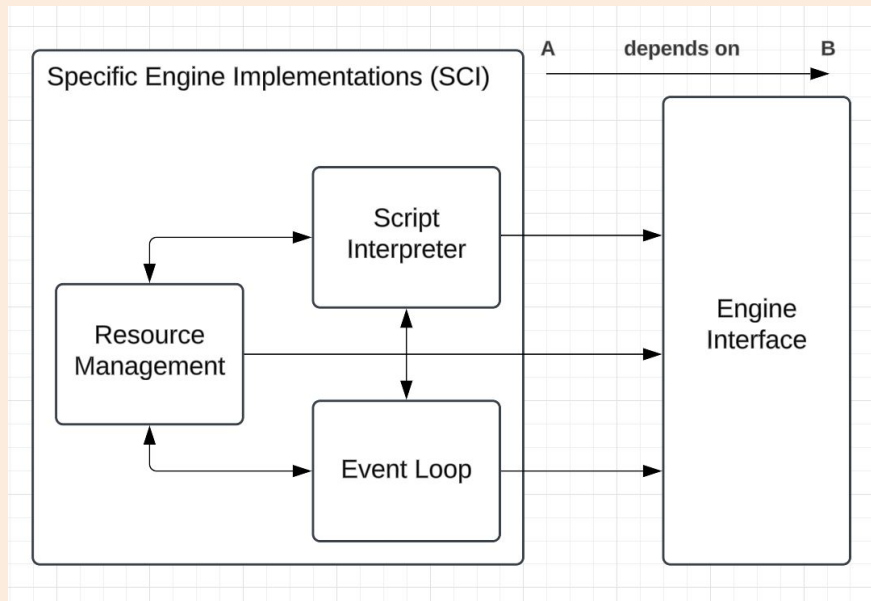 Specific Engine Implementations (SCI)
A depends on B
Script
Interpreter
Resource
Management
Engine
Interface
Event Loop